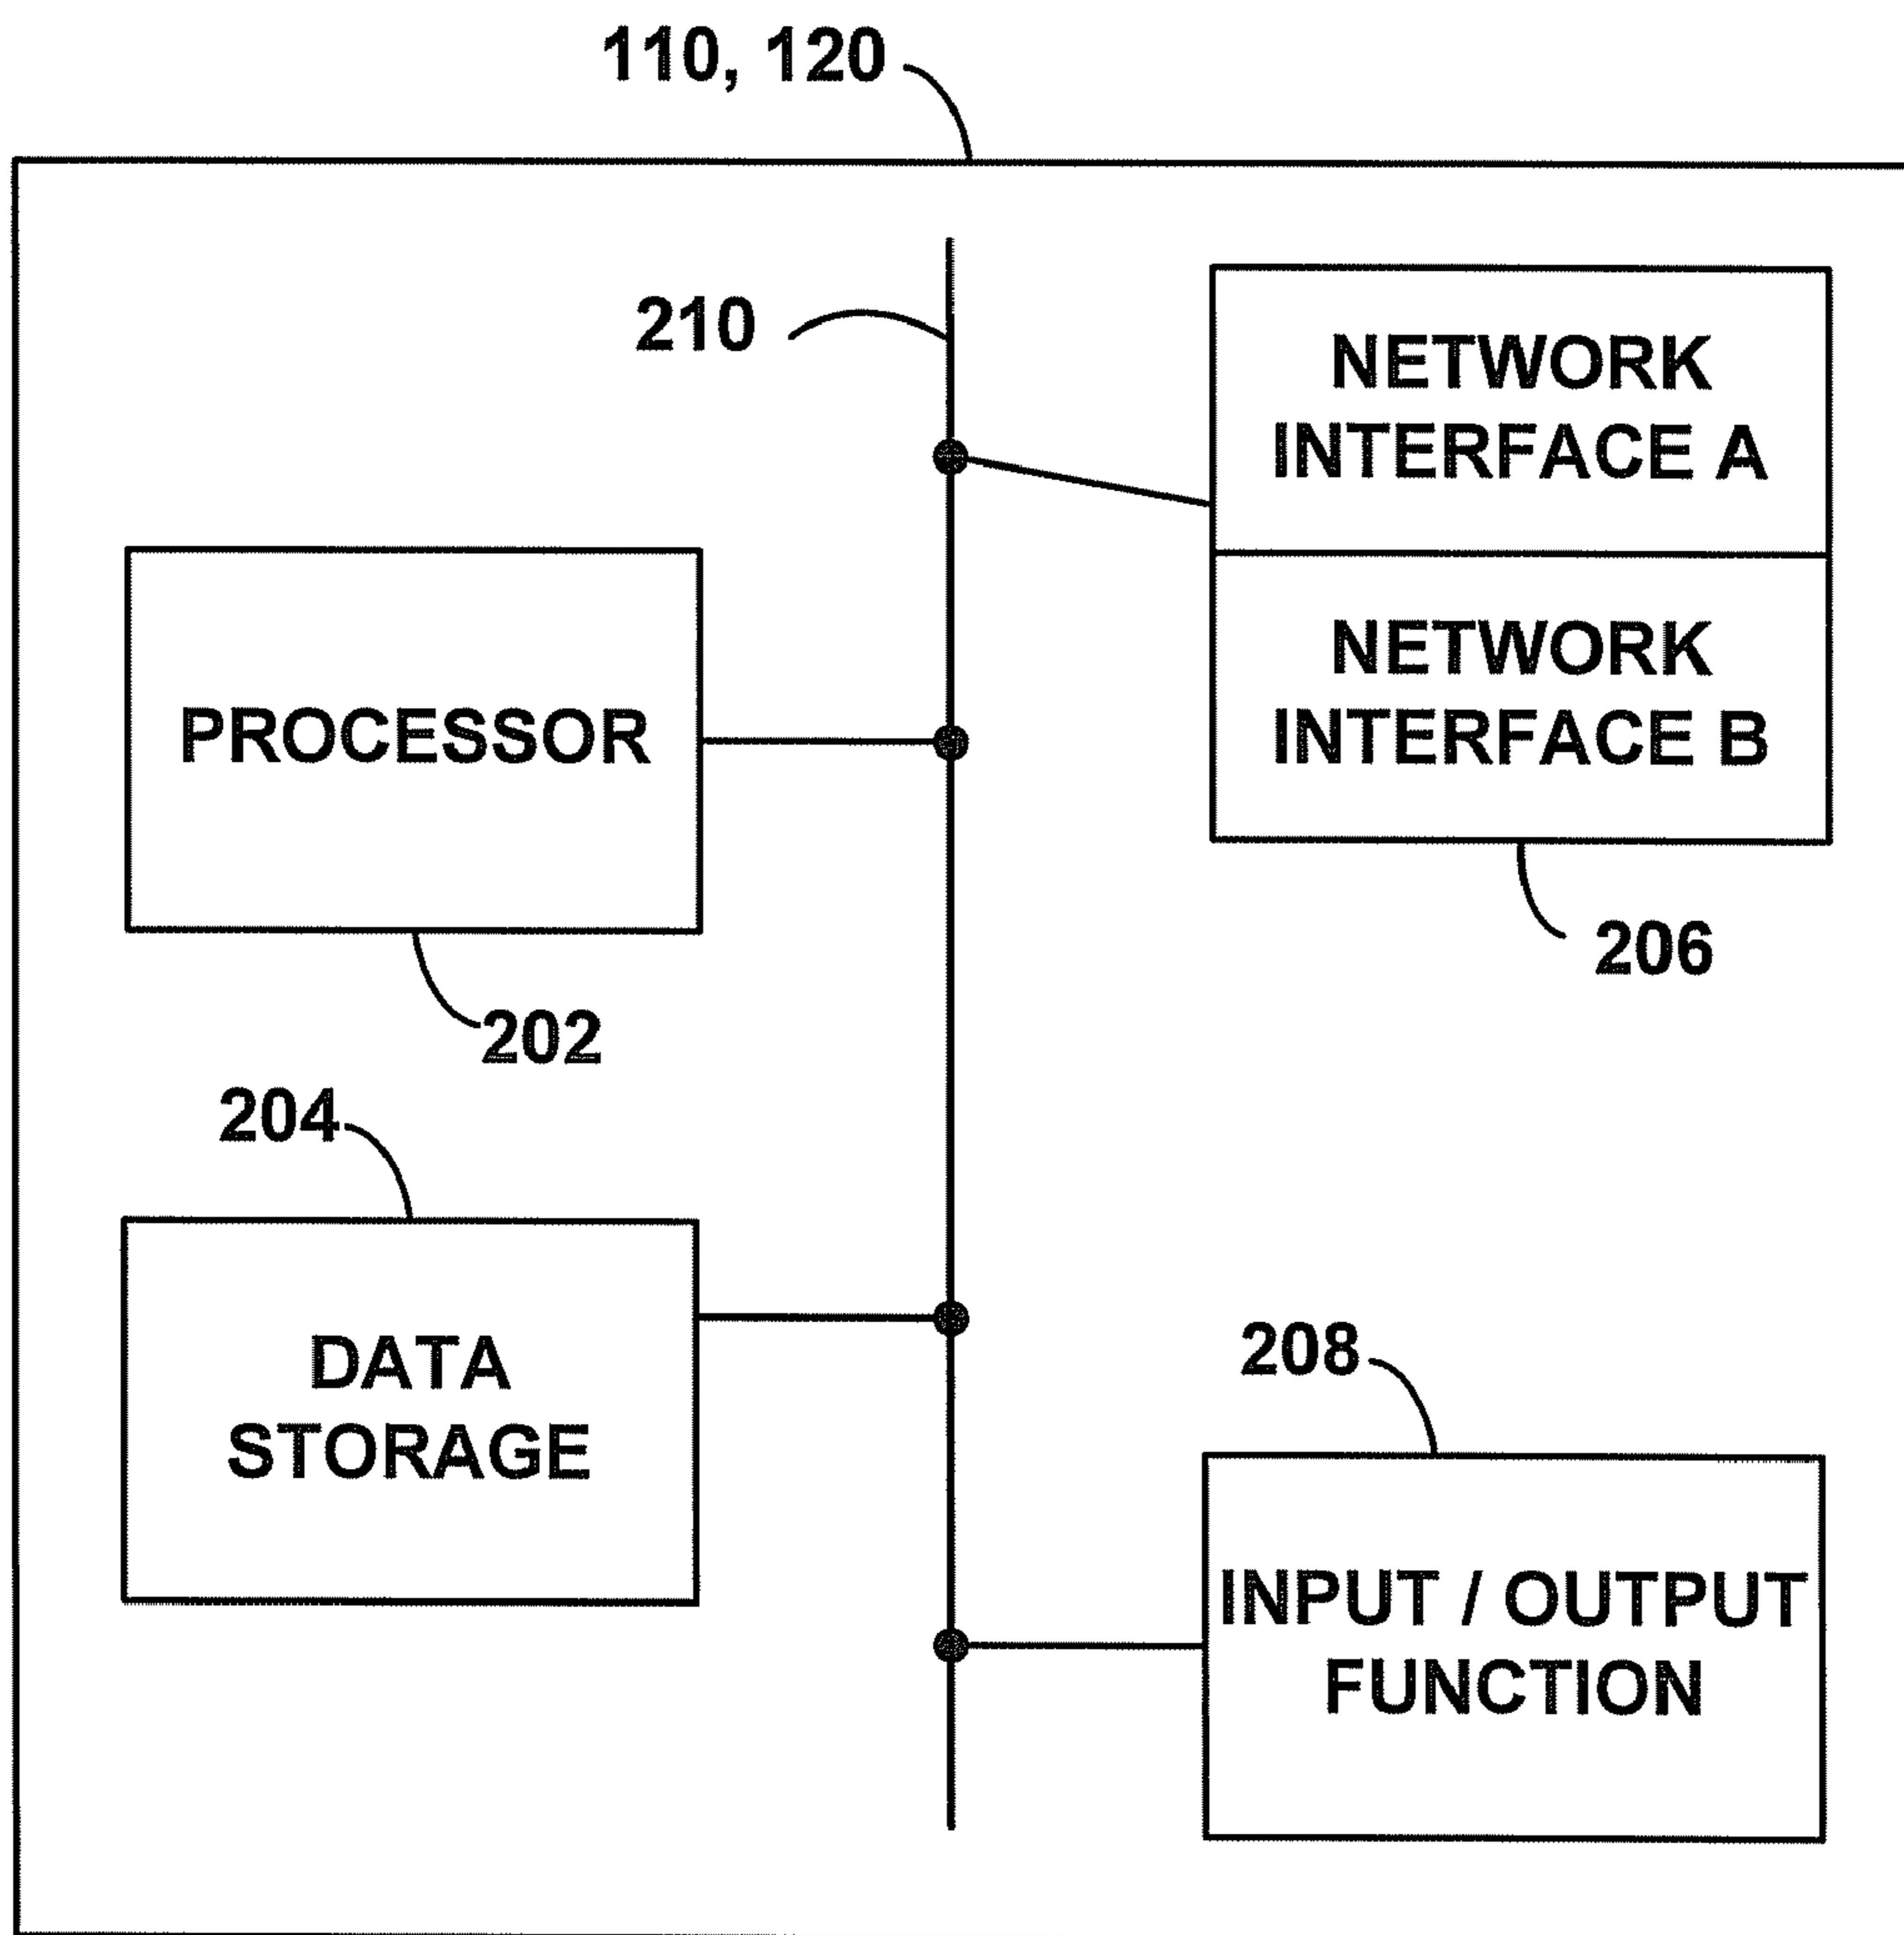 110, 120
210
NETWORK
INTERFACE A
NETWORK
INTERFACE B
206
PROCESSOR
202
204
DATA
STORAGE
208
INPUT / OUTPUT
FUNCTION